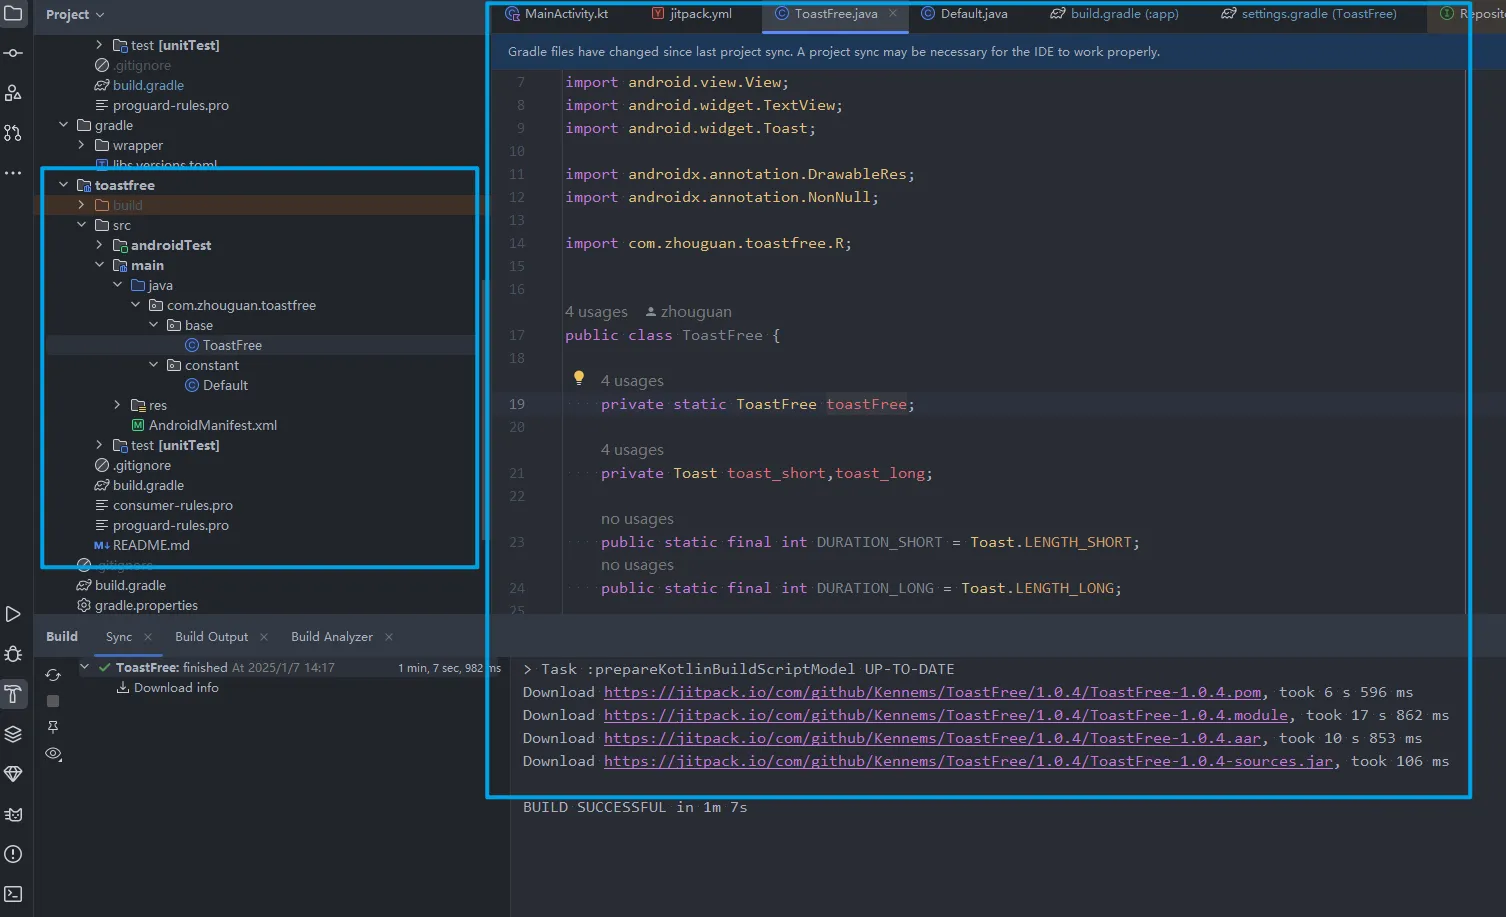 Project
test [unitTest]
.gitignore
build.gradle
proguard-rules.pro
gradle
wrapper
libs.versions.toml
toastfree
build
src
androidTest
main
java
com.zhouguan.toastfree
base
ToastFree
constant
Default
res
AndroidManifest.xml
test [unitTest]
.gitignore
build.gradle
consumer-rules.pro
proguard-rules.pro
README.md
.gitignore
build.gradle
gradle.properties
MainActivity.kt jitpack.yml ToastFree.java Default.java build.gradle (:app) settings.gradle (ToastFree) Reposit
Gradle files have changed since last project sync. A project sync may be necessary for the IDE to work properly.
7 import android.view.View;
8 import android.widget.TextView;
9 import android.widget.Toast;
10
11 import androidx.annotation.DrawableRes;
12 import androidx.annotation.NonNull;
13
14 import com.zhouguan.toastfree.R;
15
16
4 usages zhouguan
17 public class ToastFree {
18
4 usages
19 private static ToastFree toastFree;
20
4 usages
21 private Toast toast_short,toast_long;
22
no usages
23 public static final int DURATION_SHORT = Toast.LENGTH_SHORT;
no usages
24 public static final int DURATION_LONG = Toast.LENGTH_LONG;
25
Build Sync Build Output Build Analyzer
ToastFree: finished At 2025/1/7 14:17 1 min, 7 sec, 982 ms
Download info
> Task :prepareKotlinBuildScriptModel UP-TO-DATE
Download https://jitpack.io/com/github/Kennems/ToastFree/1.0.4/ToastFree-1.0.4.pom, took 6 s 596 ms
Download https://jitpack.io/com/github/Kennems/ToastFree/1.0.4/ToastFree-1.0.4.module, took 17 s 862 ms
Download https://jitpack.io/com/github/Kennems/ToastFree/1.0.4/ToastFree-1.0.4.aar, took 10 s 853 ms
Download https://jitpack.io/com/github/Kennems/ToastFree/1.0.4/ToastFree-1.0.4-sources.jar, took 106 ms
BUILD SUCCESSFUL in 1m 7s